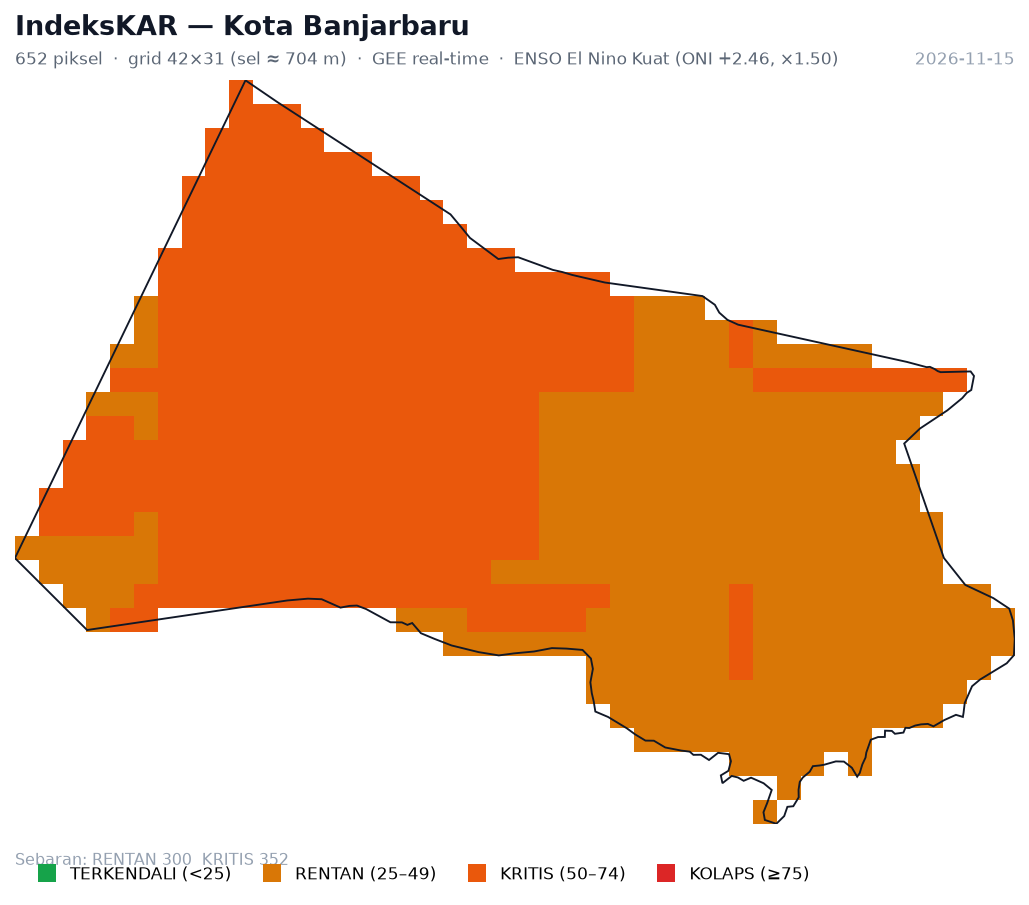 IndeksKAR — Kota Banjarbaru
652 piksel · grid 42×31 (sel ≈ 704 m) · GEE real-time · ENSO El Nino Kuat (ONI +2.46, ×1.50) 2026-11-15
Sebaran: RENTAN 300 KRITIS 352
TERKENDALI (<25) RENTAN (25–49) KRITIS (50–74) KOLAPS (≥75)